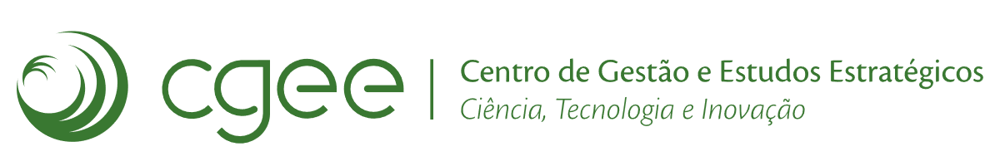 cgee
Centro de Gestão e Estudos Estratégicos
Ciência, Tecnologia e Inovação